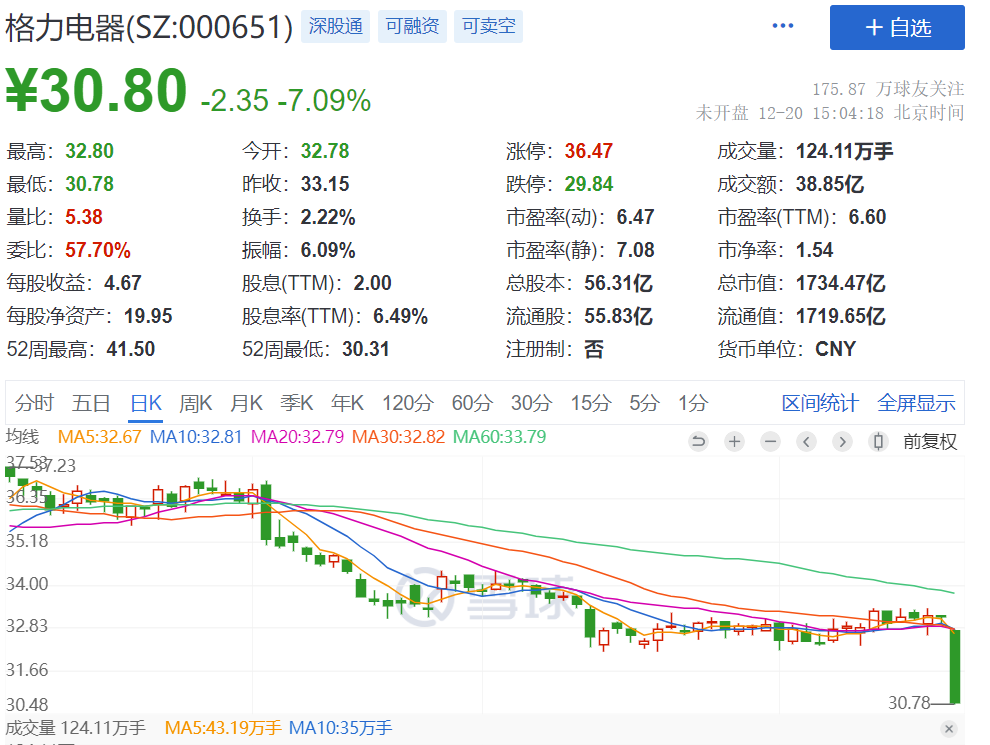 格力电器(SZ:000651) 深股通 可融资 可卖空 ··· + 自选
¥30.80 -2.35 -7.09%
175.87 万球友关注
未开盘 12-20 15:04:18 北京时间
最高: 32.80 今开: 32.78 涨停: 36.47 成交量: 124.11万手
最低: 30.78 昨收: 33.15 跌停: 29.84 成交额: 38.85亿
量比: 5.38 换手: 2.22% 市盈率(动): 6.47 市盈率(TTM): 6.60
委比: 57.70% 振幅: 6.09% 市盈率(静): 7.08 市净率: 1.54
每股收益: 4.67 股息(TTM): 2.00 总股本: 56.31亿 总市值: 1734.47亿
每股净资产: 19.95 股息率(TTM): 6.49% 流通股: 55.83亿 流通值: 1719.65亿
52周最高: 41.50 52周最低: 30.31 注册制: 否 货币单位: CNY
分时 五日 日K 周K 月K 季K 年K 120分 60分 30分 15分 5分 1分 区间统计 全屏显示
均线 MA5:32.67 MA10:32.81 MA20:32.79 MA30:32.82 MA60:33.79 前复权
37.53
37.23
36.35
35.18
34.00
雪球
32.83
31.66
30.48
30.78
成交量 124.11万手 MA5:43.19万手 MA10:35万手